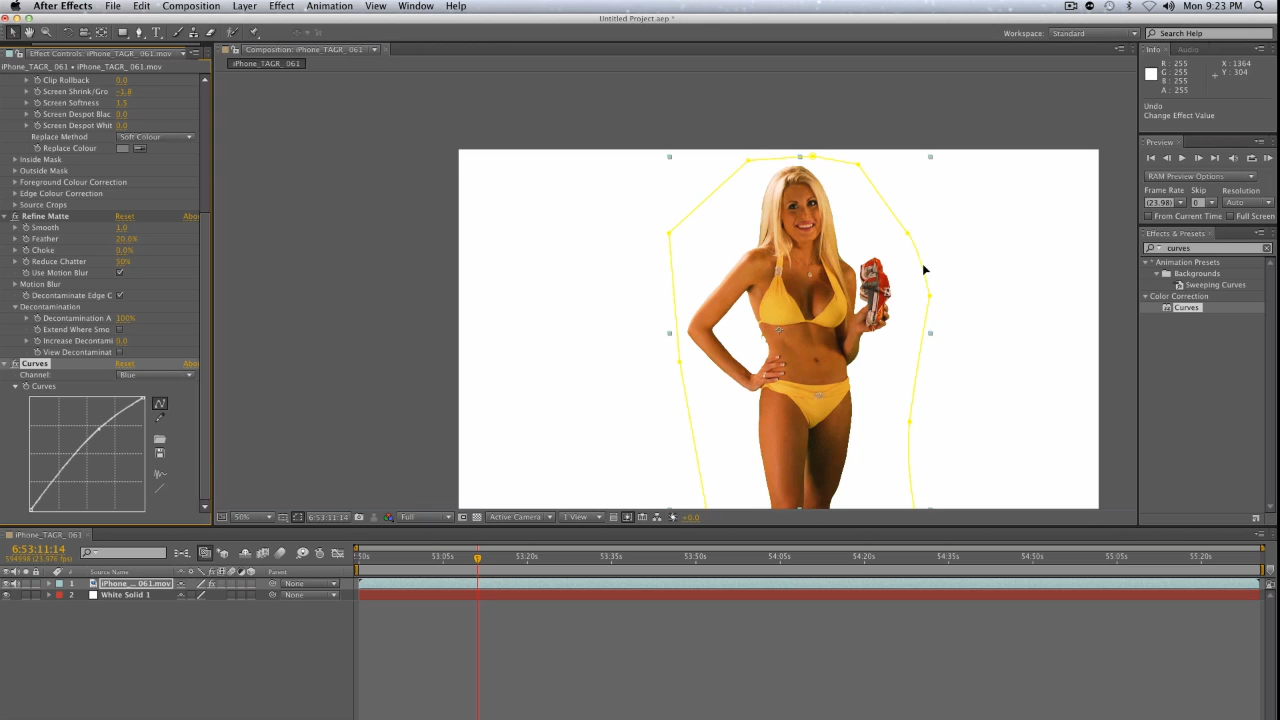 After Effects File Edit Composition Layer Effect Animation View Window Help Mon 9:23 PM
Untitled Project.aep *
Workspace: Standard Search Help
Effect Controls: iPhone_TAGR_061.mov
Composition: iPhone_TAGR_061
iPhone_TAGR_061 • iPhone_TAGR_061.mov
iPhone_TAGR_061
Clip Rollback 0.0
Screen Shrink/Gro -1.8
Screen Softness 1.5
Screen Despot Blac 0.0
Screen Despot Whit 0.0
Replace Method Soft Colour
Replace Colour
Inside Mask
Outside Mask
Foreground Colour Correction
Edge Colour Correction
Source Crops
Refine Matte Reset Abo
Smooth 1.0
Feather 20.0%
Choke 0.0%
Reduce Chatter 50%
Use Motion Blur
Motion Blur
Decontaminate Edge C
Decontamination
Decontamination A 100%
Extend Where Smo
Increase Decontami 0.0
View Decontaminat
Curves Reset Abo
Channel: Blue
Curves
50% 6:53:11:14 Full Active Camera 1 View +0.0
Info Audio
R : 255 X : 1364
G : 255 Y : 304
B : 255
A : 255
Undo
Change Effect Value
Preview
RAM Preview Options
Frame Rate Skip Resolution
(23.98) 0 Auto
From Current Time Full Screen
Effects & Presets
curves
* Animation Presets
Backgrounds
Sweeping Curves
Color Correction
Curves
iPhone_TAGR_061
6:53:11:14
594998 (23.976 fps)
:50s 53:05s 53:20s 53:35s 53:50s 54:05s 54:20s 54:35s 54:50s 55:05s 55:20s
# Source Name Parent
1 iPhone_ ... 061.mov None
2 White Solid 1 None